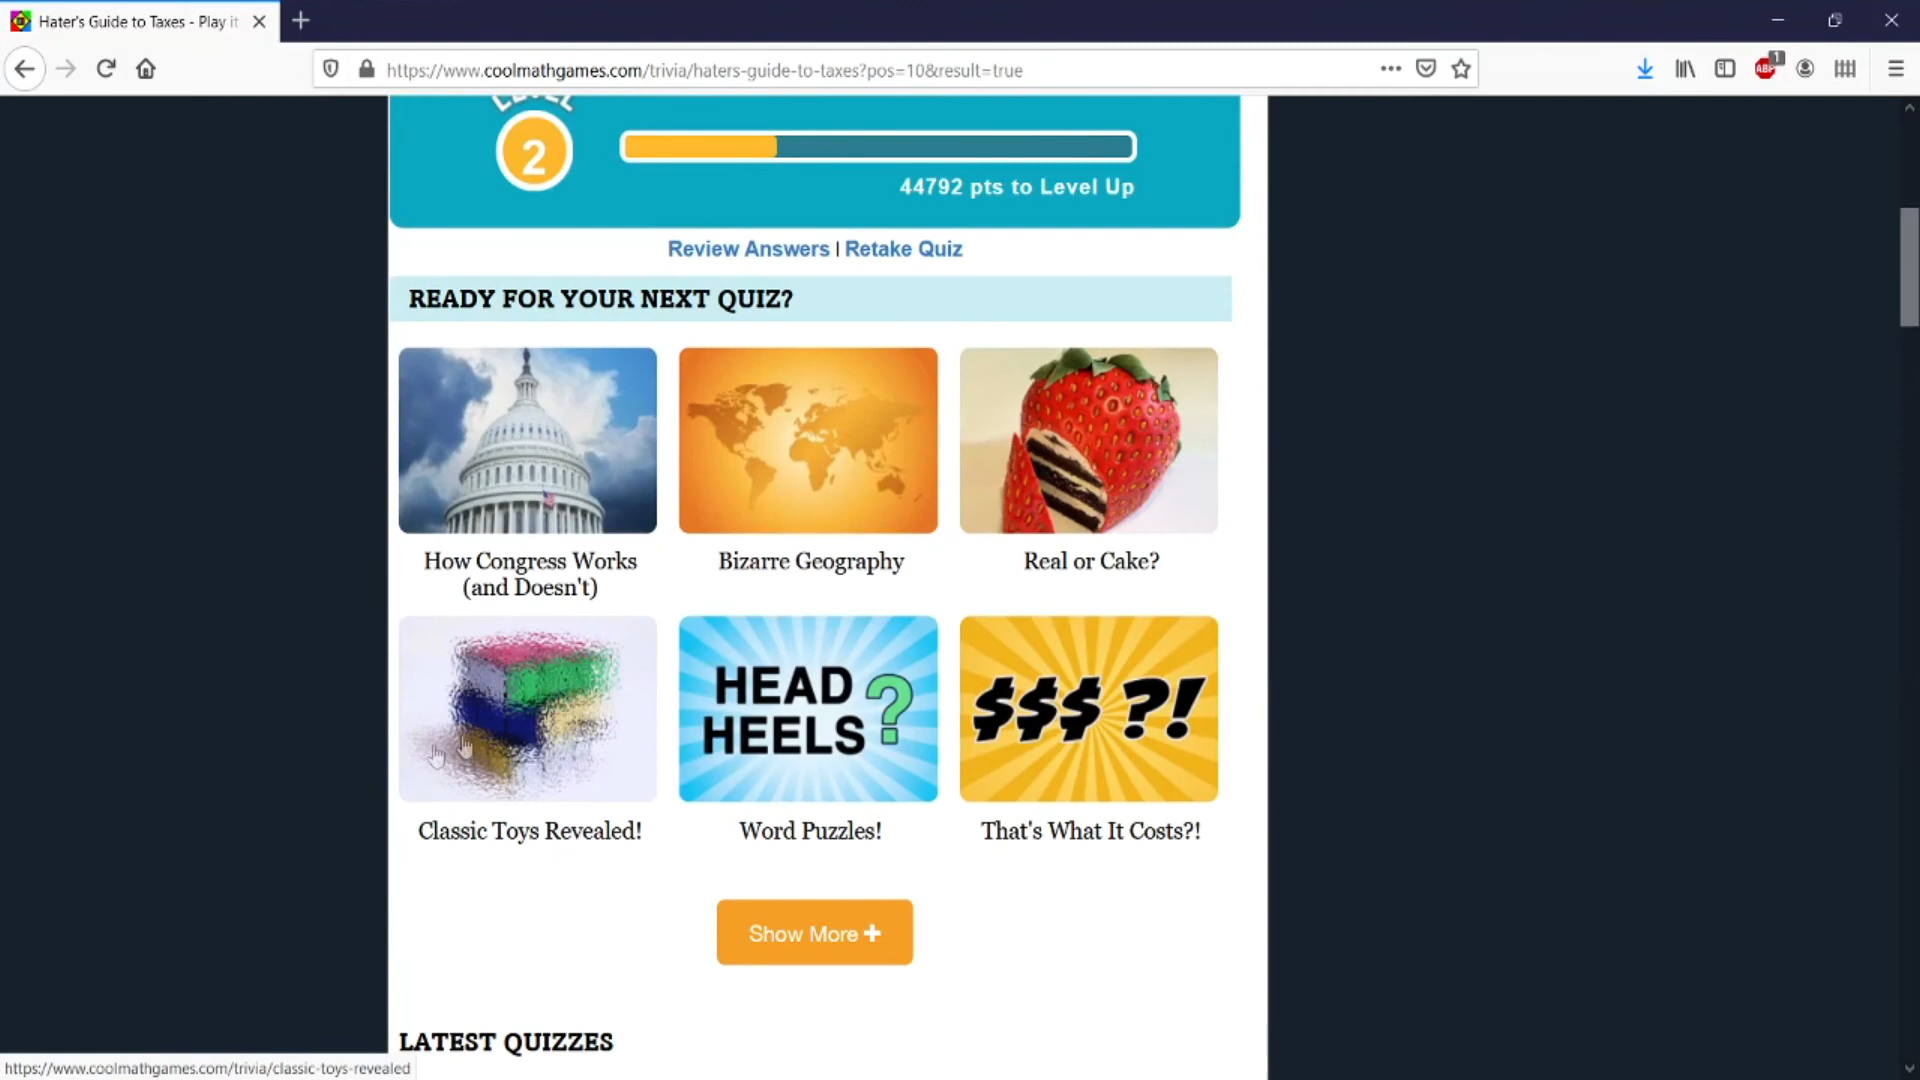 Hater's Guide to Taxes - Play it
https://www.coolmathgames.com/trivia/haters-guide-to-taxes?pos=10&result=true
ABP
1
LEVEL
2
44792 pts to Level Up
Review Answers | Retake Quiz
READY FOR YOUR NEXT QUIZ?
How Congress Works
(and Doesn't)
Bizarre Geography
Real or Cake?
HEAD
HEELS?
$$$ ?!
Classic Toys Revealed!
Word Puzzles!
That's What It Costs?!
Show More +
LATEST QUIZZES
https://www.coolmathgames.com/trivia/classic-toys-revealed